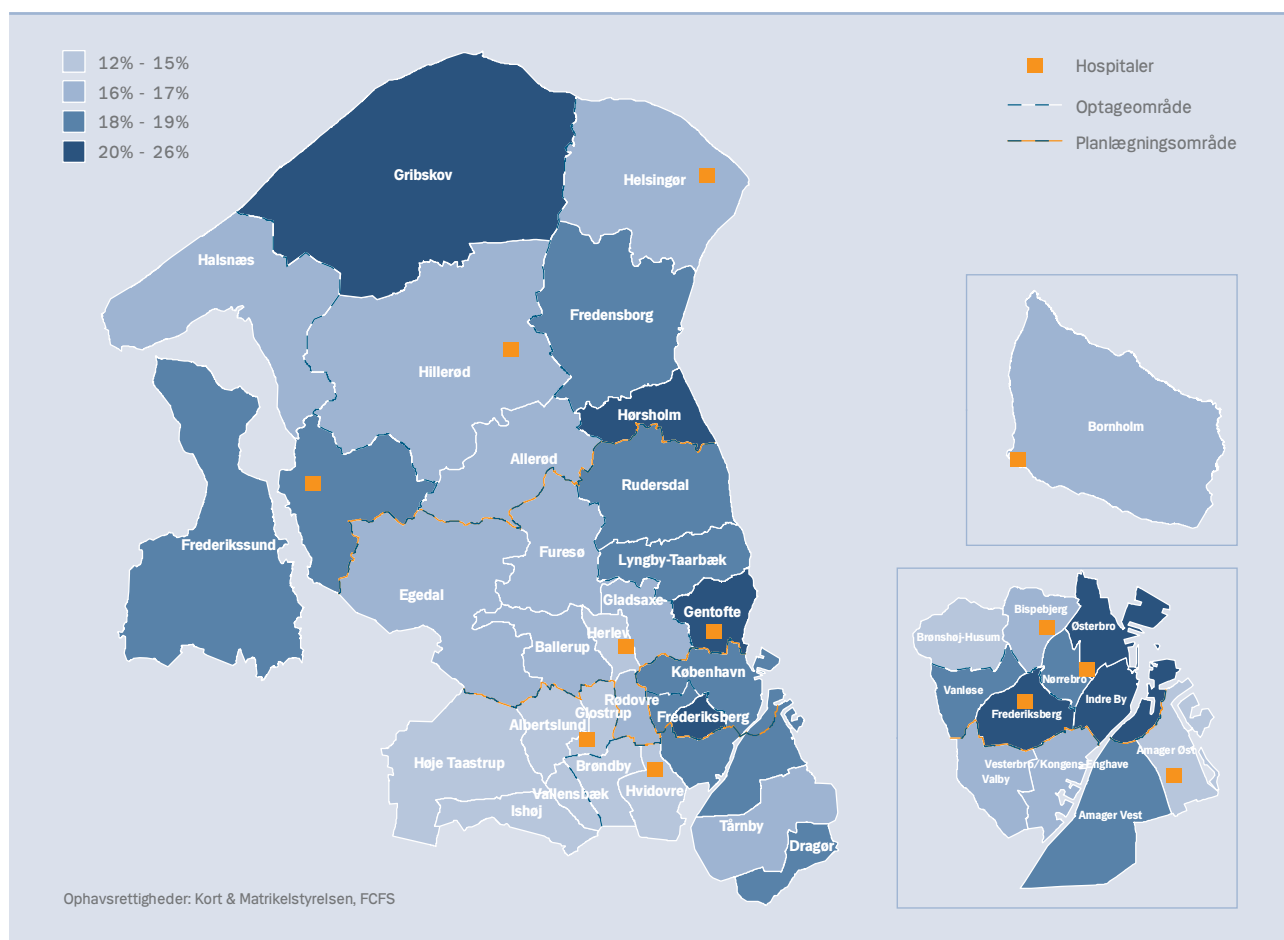 12% - 15%
16% - 17%
18% - 19%
20% - 26%
Hospitaler
Optageområde
Planlægningsområde
Gribskov
Helsingør
Halsnæs
Fredensborg
Hillerød
Hørsholm
Allerød
Rudersdal
Frederikssund
Furesø
Lyngby-Taarbæk
Egedal
Gladsaxe
Gentofte
Herlev
Ballerup
København
Rødovre
Glostrup
Frederiksberg
Albertslund
Høje Taastrup
Brøndby
Hvidovre
Vallensbæk
Ishøj
Tårnby
Dragør
Bornholm
Bispebjerg
Østerbro
Brønshøj-Husum
Nørrebro
Vanløse
Indre By
Frederiksberg
Amager Øst
Vesterbro/Kongens Enghave
Valby
Amager Vest
Ophavsrettigheder: Kort & Matrikelstyrelsen, FCFS